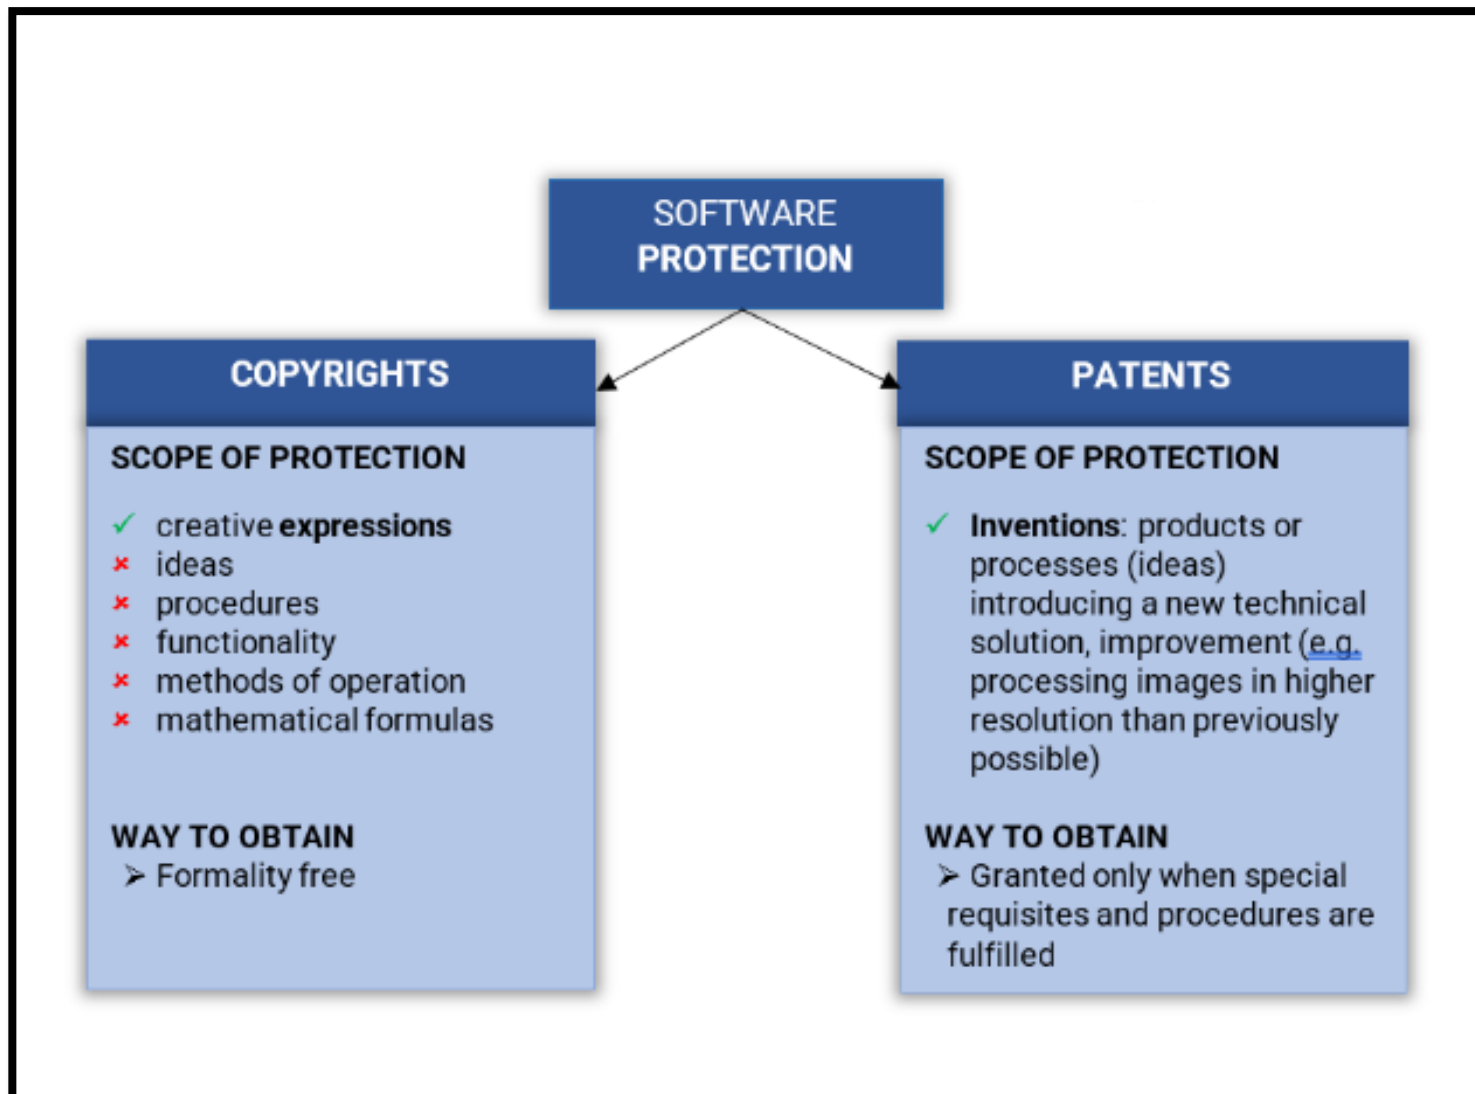 SOFTWARE
PROTECTION
COPYRIGHTS
SCOPE OF PROTECTION
✓ creative expressions
✗ ideas
✗ procedures
✗ functionality
✗ methods of operation
✗ mathematical formulas
WAY TO OBTAIN
➢ Formality free
PATENTS
SCOPE OF PROTECTION
✓ Inventions: products or
processes (ideas)
introducing a new technical
solution, improvement (e.g.
processing images in higher
resolution than previously
possible)
WAY TO OBTAIN
➢ Granted only when special
requisites and procedures are
fulfilled